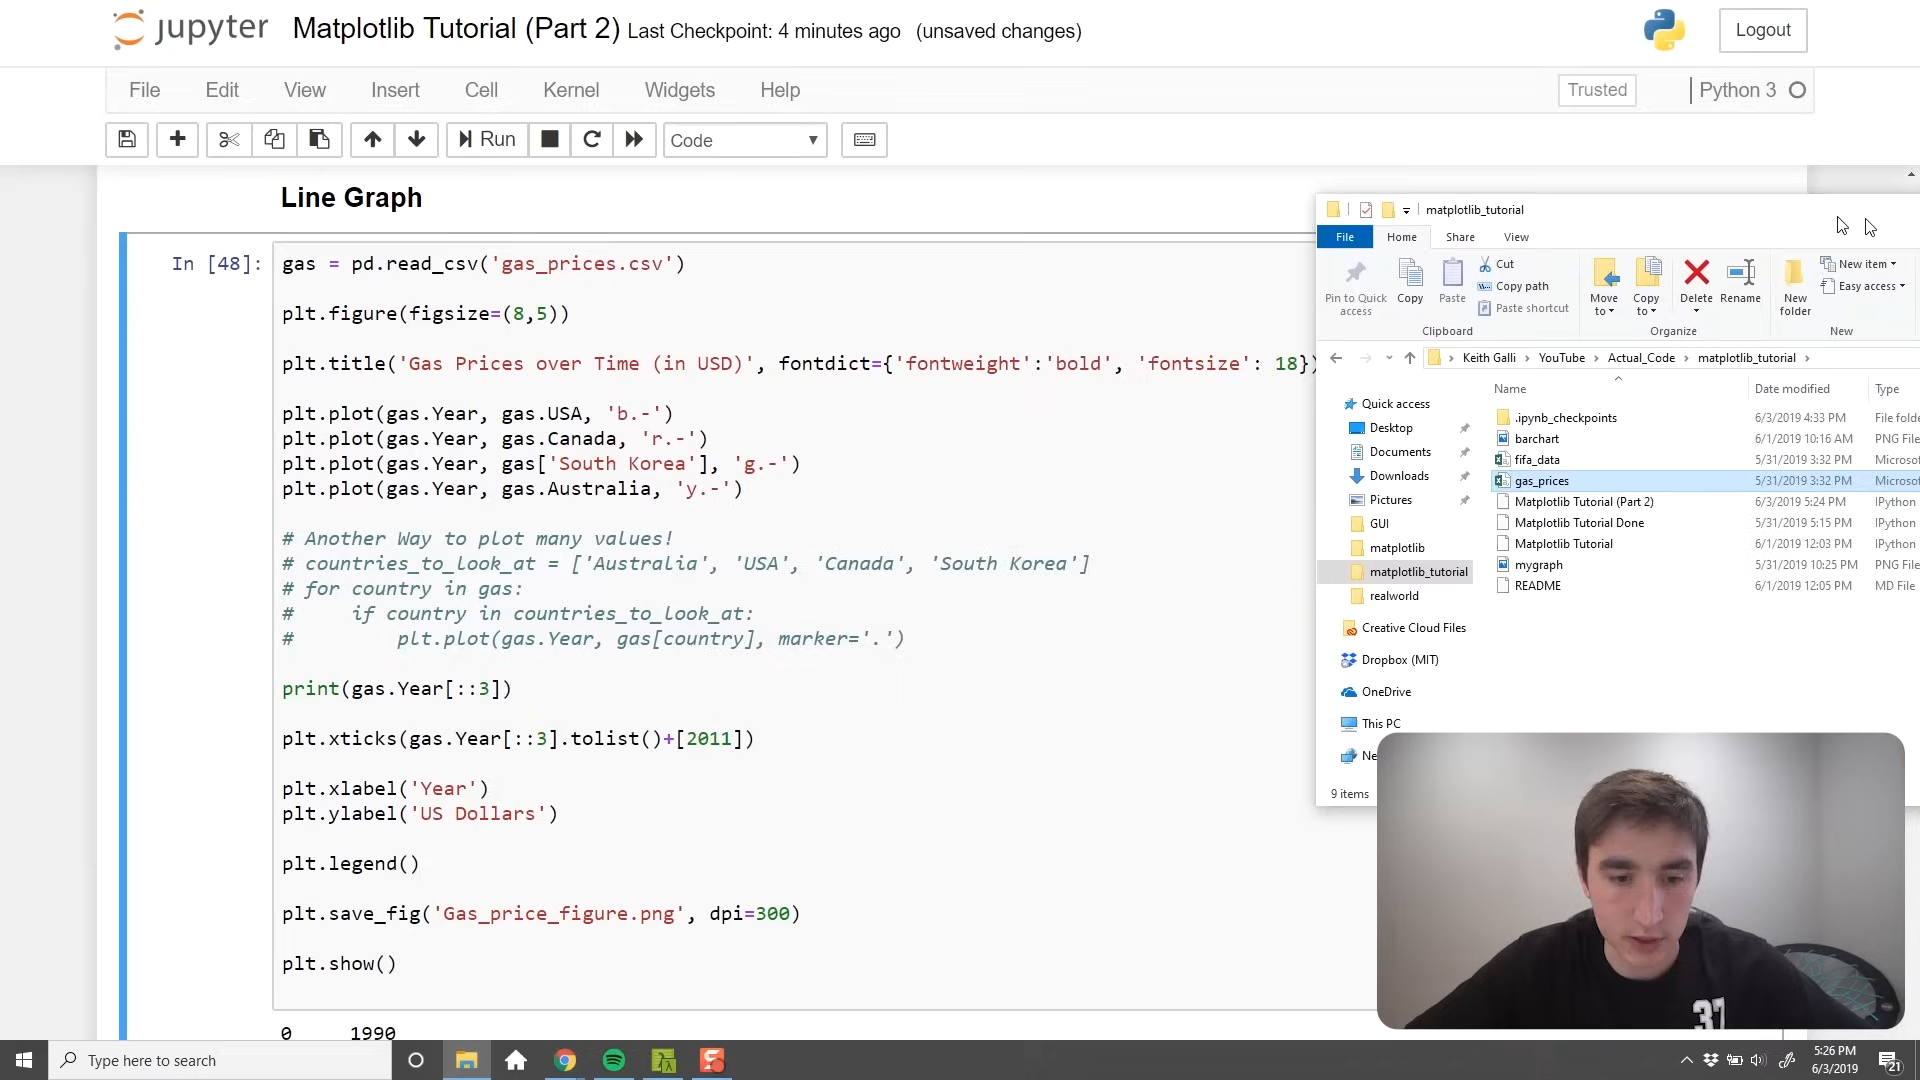 jupyter Matplotlib Tutorial (Part 2) Last Checkpoint: 4 minutes ago (unsaved changes) Logout
File Edit View Insert Cell Kernel Widgets Help Trusted Python 3
Run Code
Line Graph
In [48]: gas = pd.read_csv('gas_prices.csv')
plt.figure(figsize=(8,5))
plt.title('Gas Prices over Time (in USD)', fontdict={'fontweight':'bold', 'fontsize': 18})
plt.plot(gas.Year, gas.USA, 'b.-')
plt.plot(gas.Year, gas.Canada, 'r.-')
plt.plot(gas.Year, gas['South Korea'], 'g.-')
plt.plot(gas.Year, gas.Australia, 'y.-')
# Another Way to plot many values!
# countries_to_look_at = ['Australia', 'USA', 'Canada', 'South Korea']
# for country in gas:
#     if country in countries_to_look_at:
#         plt.plot(gas.Year, gas[country], marker='.')
print(gas.Year[::3])
plt.xticks(gas.Year[::3].tolist()+[2011])
plt.xlabel('Year')
plt.ylabel('US Dollars')
plt.legend()
plt.save_fig('Gas_price_figure.png', dpi=300)
plt.show()
0 1990
matplotlib_tutorial
File Home Share View
Pin to Quick access
Copy
Paste
Cut
Copy path
Paste shortcut
Clipboard
Move to
Copy to
Delete
Rename
Organize
New folder
New item
Easy access
New
Keith Galli YouTube Actual_Code matplotlib_tutorial
Quick access
Desktop
Documents
Downloads
Pictures
GUI
matplotlib
matplotlib_tutorial
realworld
Creative Cloud Files
Dropbox (MIT)
OneDrive
This PC
Ne
9 items
Name Date modified Type
.ipynb_checkpoints 6/3/2019 4:33 PM File folde
barchart 6/1/2019 10:16 AM PNG File
fifa_data 5/31/2019 3:32 PM Microsof
gas_prices 5/31/2019 3:32 PM Microsof
Matplotlib Tutorial (Part 2) 6/3/2019 5:24 PM IPython
Matplotlib Tutorial Done 5/31/2019 5:15 PM IPython
Matplotlib Tutorial 6/1/2019 12:03 PM IPython
mygraph 5/31/2019 10:25 PM PNG File
README 6/1/2019 12:05 PM MD File
37
Type here to search
5:26 PM
6/3/2019
21